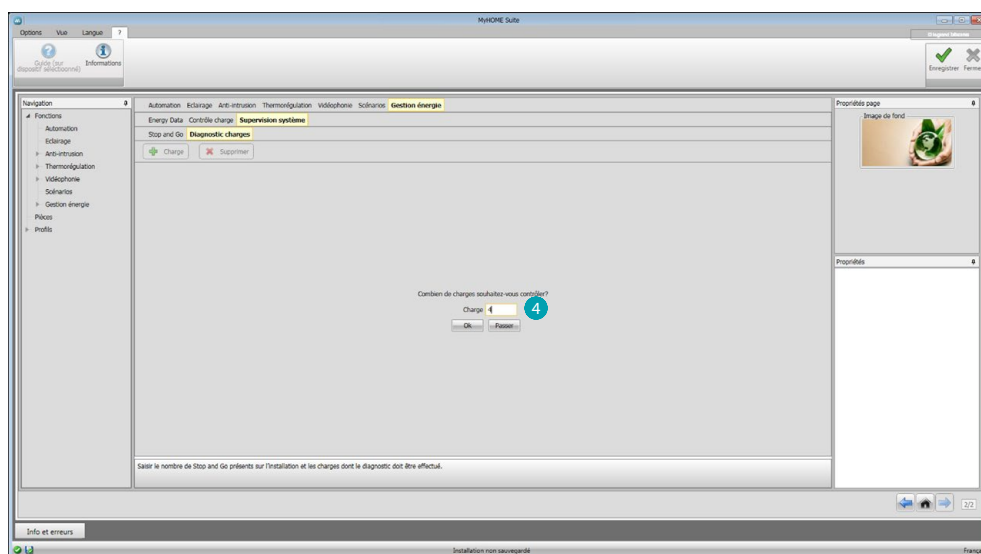 MyHOME Suite
Options Vue Langue ?
Guide (sur dispositif sélectionné)
Informations
Enregistrer Ferme
Navigation
Fonctions
Automation
Eclairage
Anti-intrusion
Thermorégulation
Vidéophonie
Scénarios
Gestion énergie
Pièces
Profils
Automation Eclairage Anti-intrusion Thermorégulation Vidéophonie Scénarios Gestion énergie
Energy Data Contrôle charge Supervision système
Stop and Go Diagnostic charges
Charge Supprimer
Combien de charges souhaitez-vous contrôler?
Charge 4 4
Ok Passer
Saisir le nombre de Stop and Go présents sur l'installation et les charges dont le diagnostic doit être effectué.
Propriétés page
Image de fond
Propriétés
2/2
Info et erreurs
Installation non sauvegardé
França